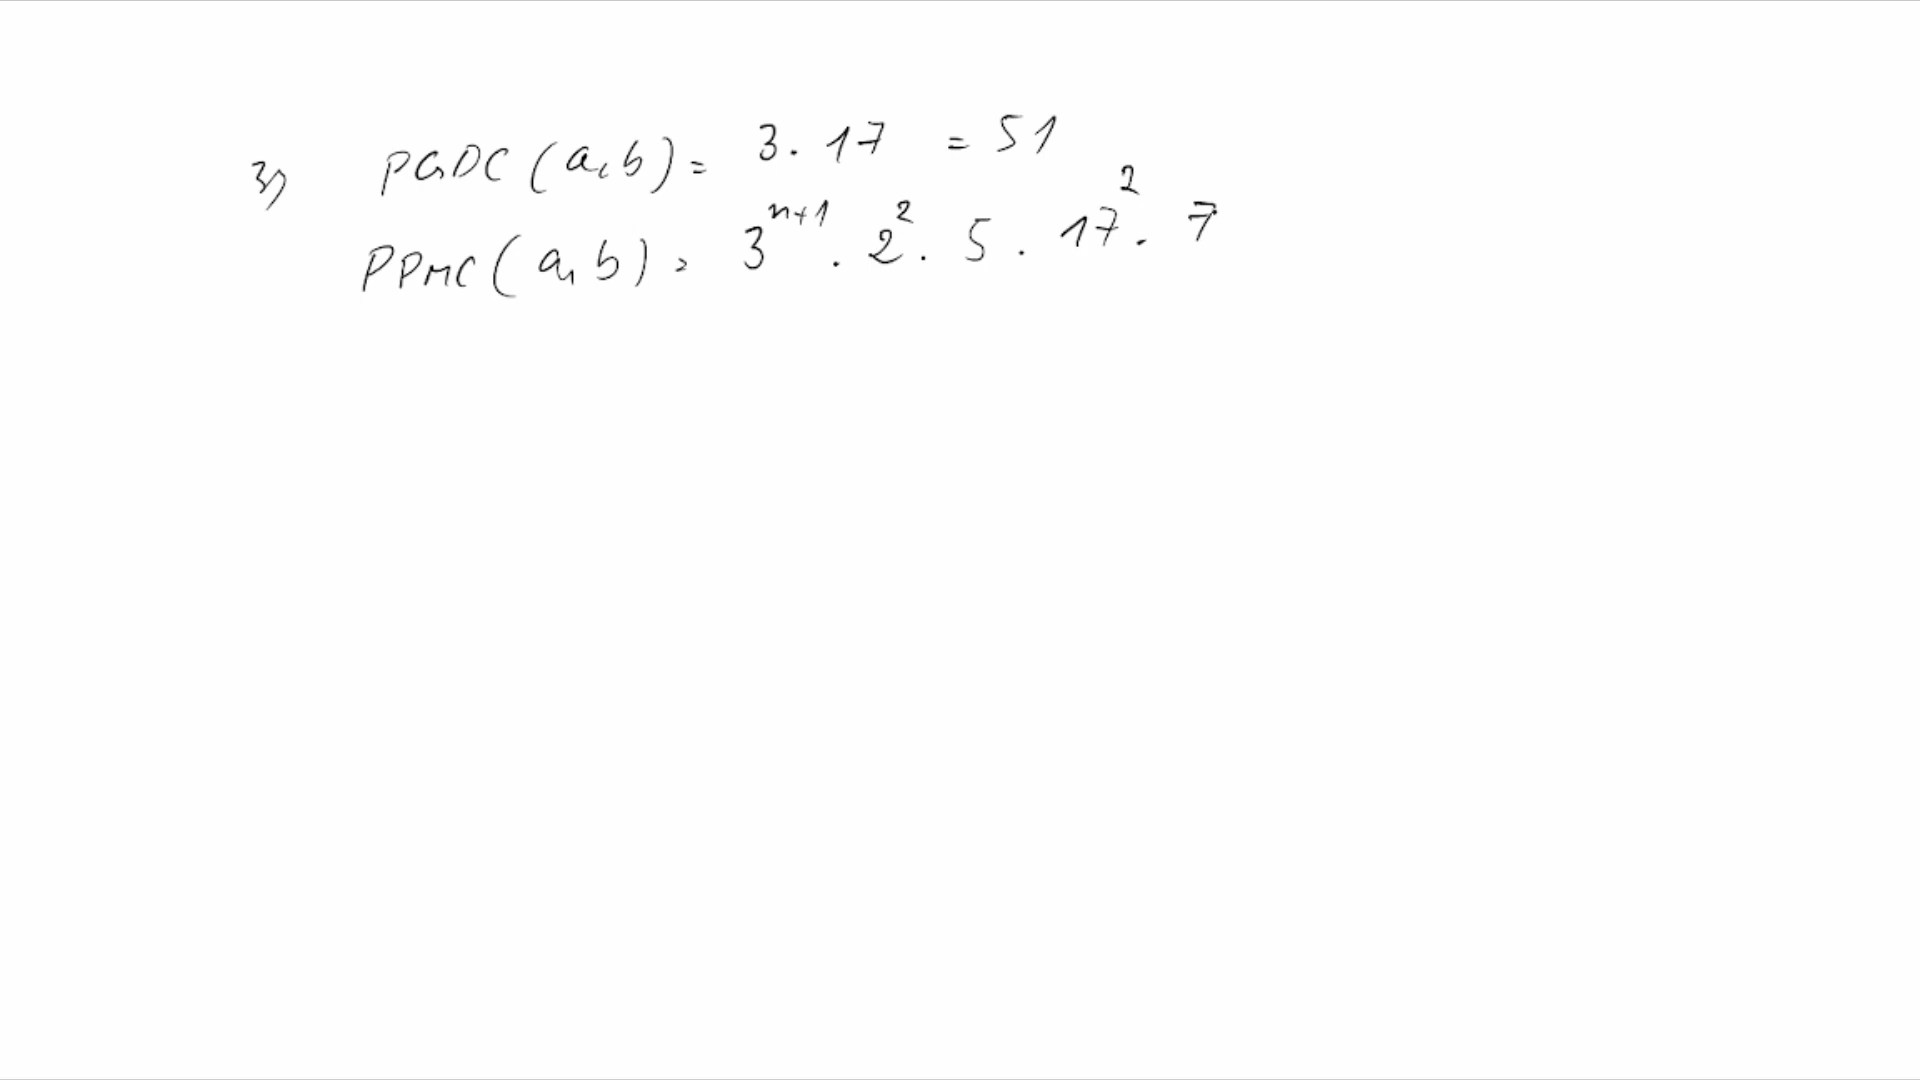 3) PGDC (a, b) = 3 . 17 = 51
PPMC (a, b) = 3^{n+1} . 2^2 . 5 . 17^2 . 7